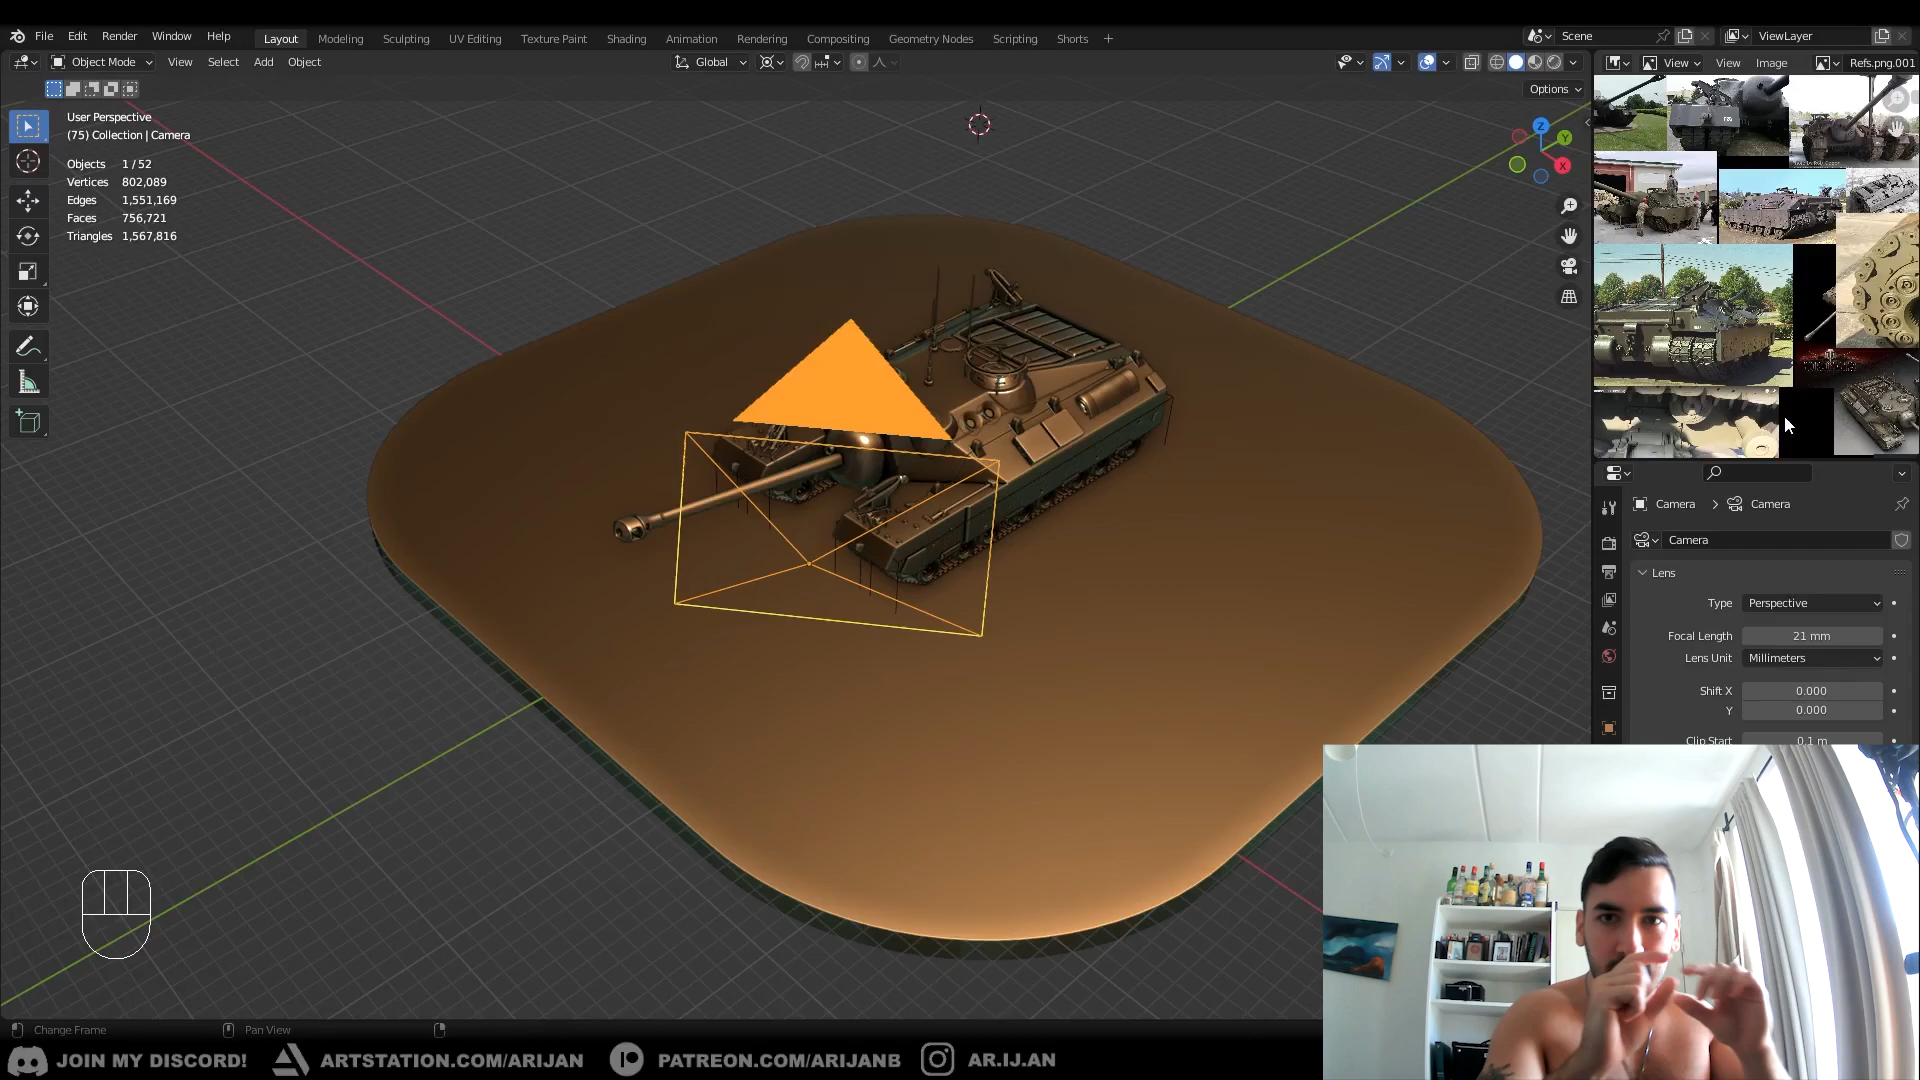 File Edit Render Window Help
Layout Modeling Sculpting UV Editing Texture Paint Shading Animation Rendering Compositing Geometry Nodes Scripting Shorts +
Scene
ViewLayer
Object Mode View Select Add Object
Global
View View Image Refs.png.001
Options
User Perspective
(75) Collection | Camera
Objects 1 / 52
Vertices 802,089
Edges 1,551,169
Faces 756,721
Triangles 1,567,816
Z
Y
X
Camera > Camera
Camera
Lens
Type Perspective
Focal Length 21 mm
Lens Unit Millimeters
Shift X 0.000
Y 0.000
Clip Start 0.1 m
Change Frame
Pan View
JOIN MY DISCORD!
ARTSTATION.COM/ARIJAN
PATREON.COM/ARIJANB
AR.IJ.AN